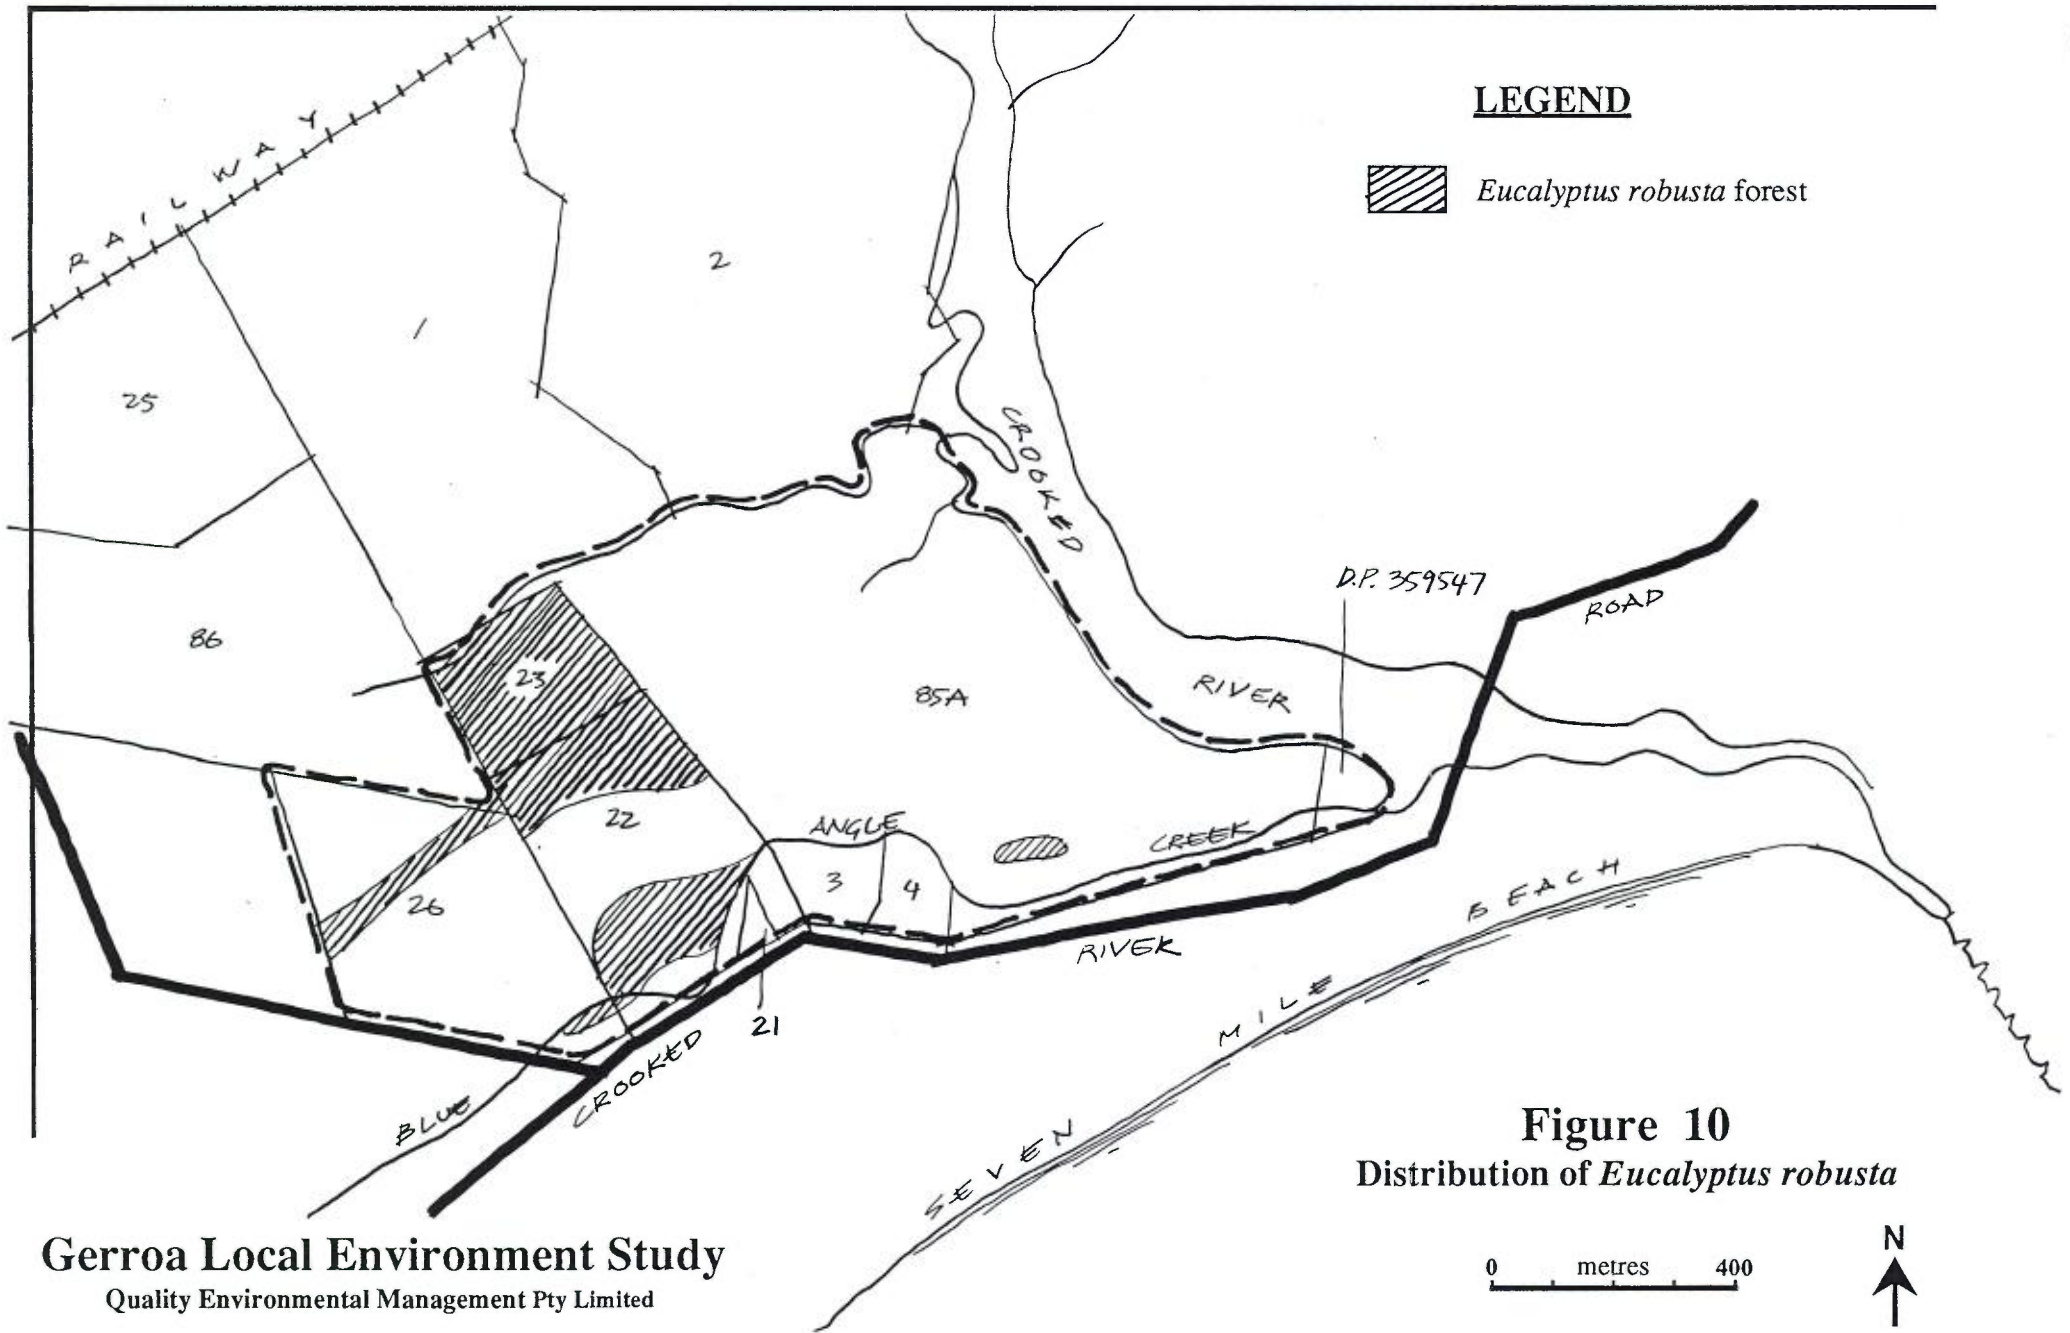 LEGEND
Eucalyptus robusta forest
RAILWAY
2
1
25
CROOKED
D.P. 359547
ROAD
86
23
85A
RIVER
22
ANGLE
CREEK
3
4
26
BEACH
RIVER
MILE
21
CROOKED
BLUE
SEVEN
Figure 10
Distribution of Eucalyptus robusta
Gerroa Local Environment Study
Quality Environmental Management Pty Limited
0 metres 400
N